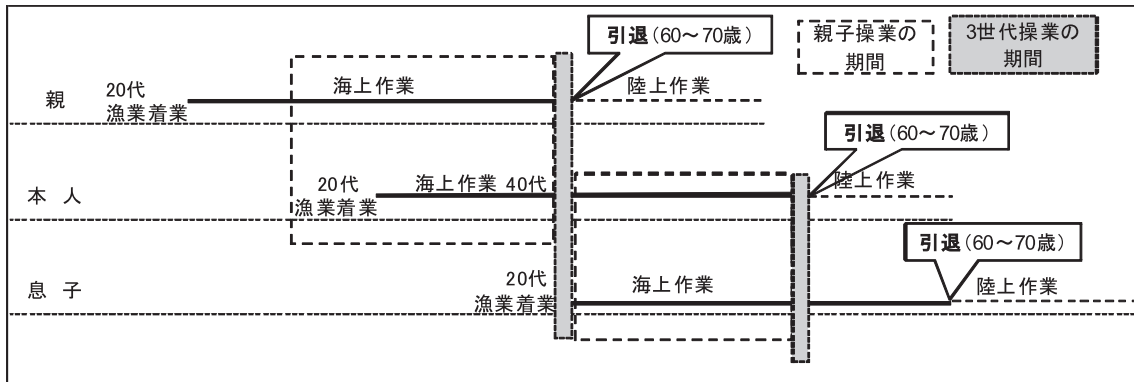 引退(60～70歳)
親子操業の
期間
3世代操業の
期間
親
20代
漁業着業
海上作業
陸上作業
引退(60～70歳)
本 人
20代
漁業着業
海上作業 40代
陸上作業
引退(60～70歳)
息 子
20代
漁業着業
海上作業
陸上作業